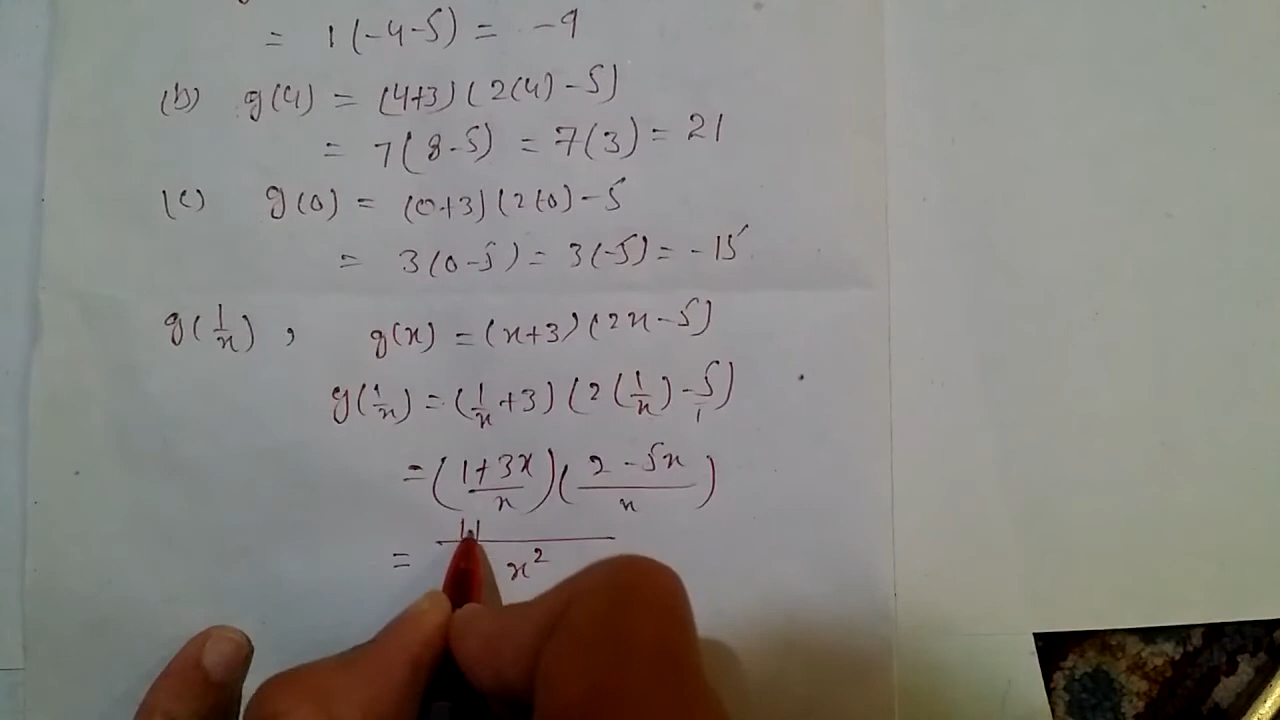 = 1(-4-5) = -9
(b) g(4) = (4+3)(2(4)-5)
= 7(8-5) = 7(3) = 21
(c) g(0) = (0+3)(2(0)-5
= 3(0-5) = 3(-5) = -15
g(1/x), g(x) = (x+3)(2x-5)
g(1/x) = (1/x+3)(2(1/x)-5/1)
= ((1+3x)/x)((2-5x)/x)
= /x²